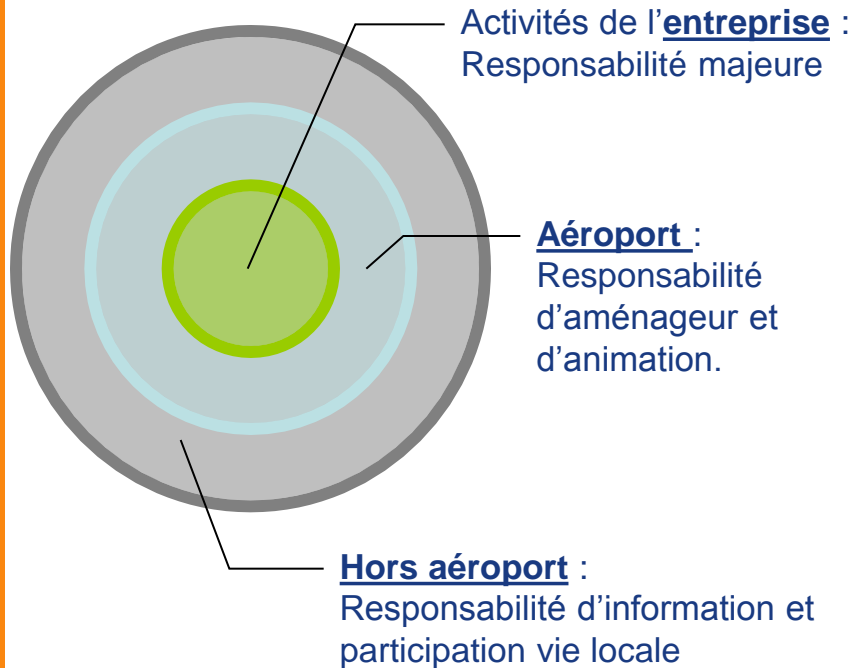 Activités de l’entreprise :
Responsabilité majeure
Aéroport :
Responsabilité
d’aménageur et
d’animation.
Hors aéroport :
Responsabilité d’information et
participation vie locale